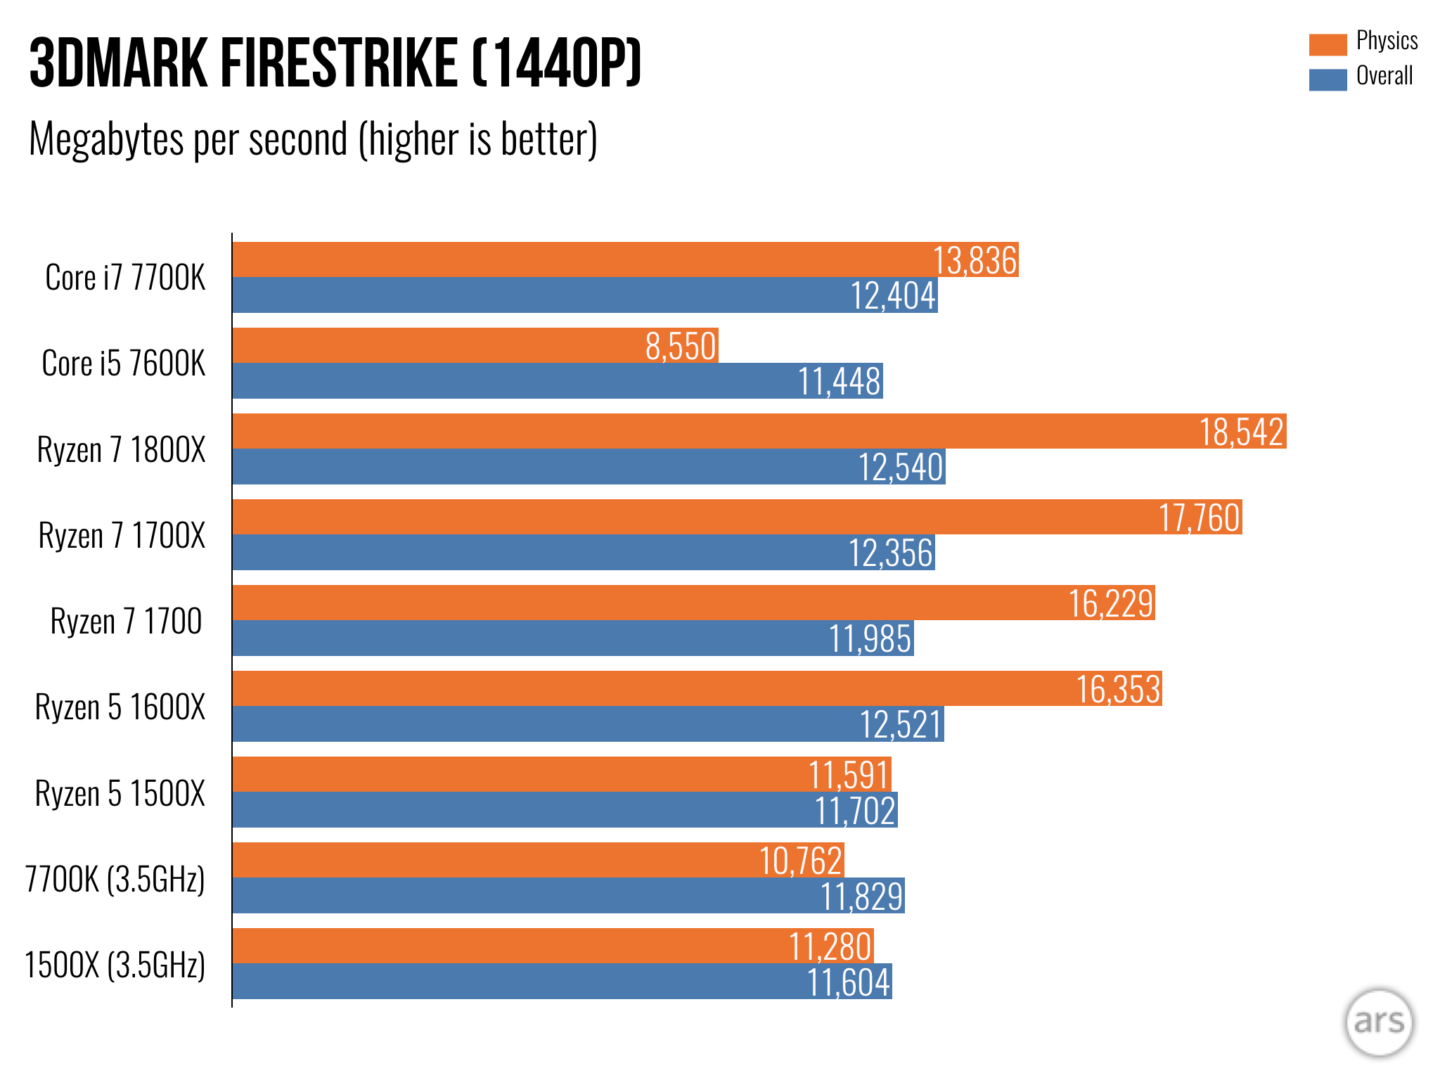 3DMARK FIRESTRIKE (1440P)
Megabytes per second (higher is better)
Physics
Overall
Core i7 7700K
13,836
12,404
Core i5 7600K
8,550
11,448
Ryzen 7 1800X
18,542
12,540
Ryzen 7 1700X
17,760
12,356
Ryzen 7 1700
16,229
11,985
Ryzen 5 1600X
16,353
12,521
Ryzen 5 1500X
11,591
11,702
7700K (3.5GHz)
10,762
11,829
1500X (3.5GHz)
11,280
11,604
ars